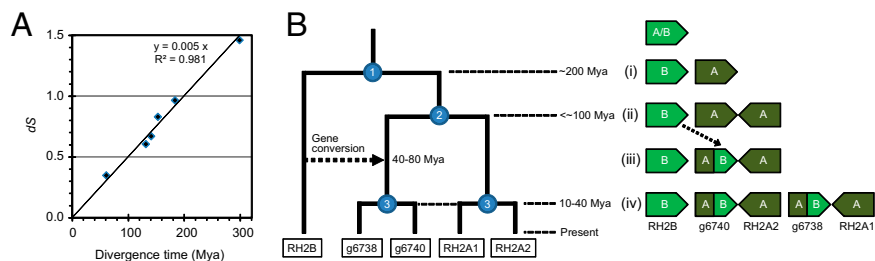 A
y = 0.005 x
R² = 0.981
1.5
1.0
0.5
0.0
dS
0
100
200
300
Divergence time (Mya)
B
1
~200 Mya
2
<~100 Mya
Gene
conversion
40-80 Mya
3
3
10-40 Mya
Present
RH2B
g6738
g6740
RH2A1
RH2A2
A/B
(i)
B
A
(ii)
B
A
A
(iii)
B
A
B
A
(iv)
B
A
B
A
A
B
A
RH2B
g6740
RH2A2
g6738
RH2A1